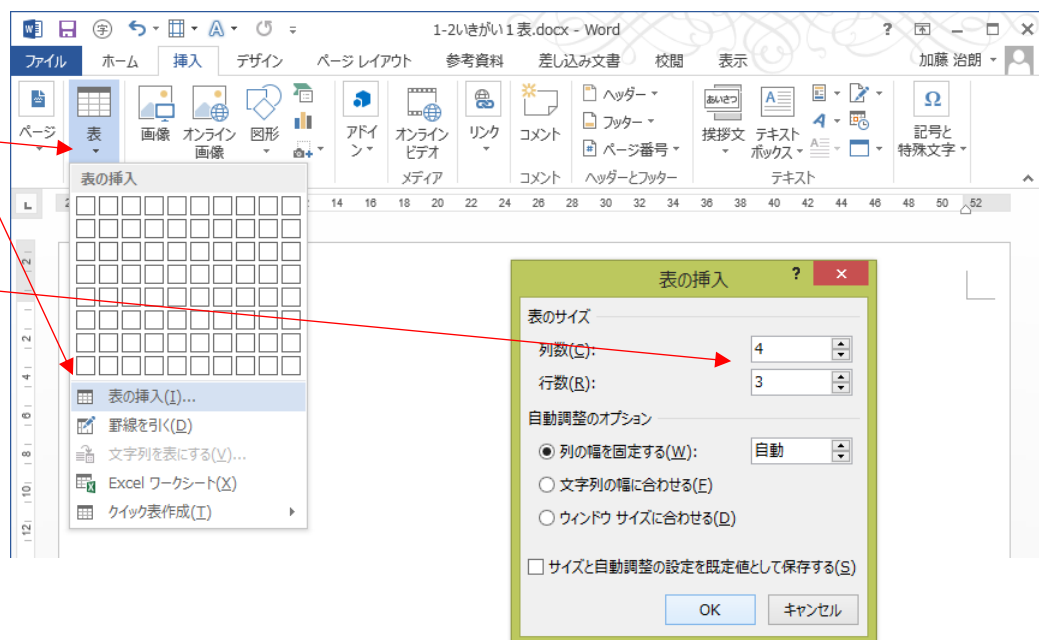 1-2いきがい１表.docx - Word
ファイル ホーム 挿入 デザイン ページ レイアウト 参考資料 差し込み文書 校閲 表示 加藤 治朗
ページ
表
画像
オンライン
画像
図形
アドイ
ン
オンライン
ビデオ
リンク
コメント
ヘッダー
フッター
ページ番号
あいさつ
挨拶文
テキスト
ボックス
Ω
記号と
特殊文字
メディア コメント ヘッダーとフッター テキスト
表の挿入
14 16 18 20 22 24 26 28 30 32 34 36 38 40 42 44 46 48 50 52
2
2
4
6
8
10
12
表の挿入(I)...
罫線を引く(D)
文字列を表にする(V)...
Excel ワークシート(X)
クイック表作成(T)
表の挿入 ? ×
表のサイズ
列数(C): 4
行数(R): 3
自動調整のオプション
列の幅を固定する(W): 自動
文字列の幅に合わせる(F)
ウィンドウ サイズに合わせる(D)
サイズと自動調整の設定を既定値として保存する(S)
OK キャンセル